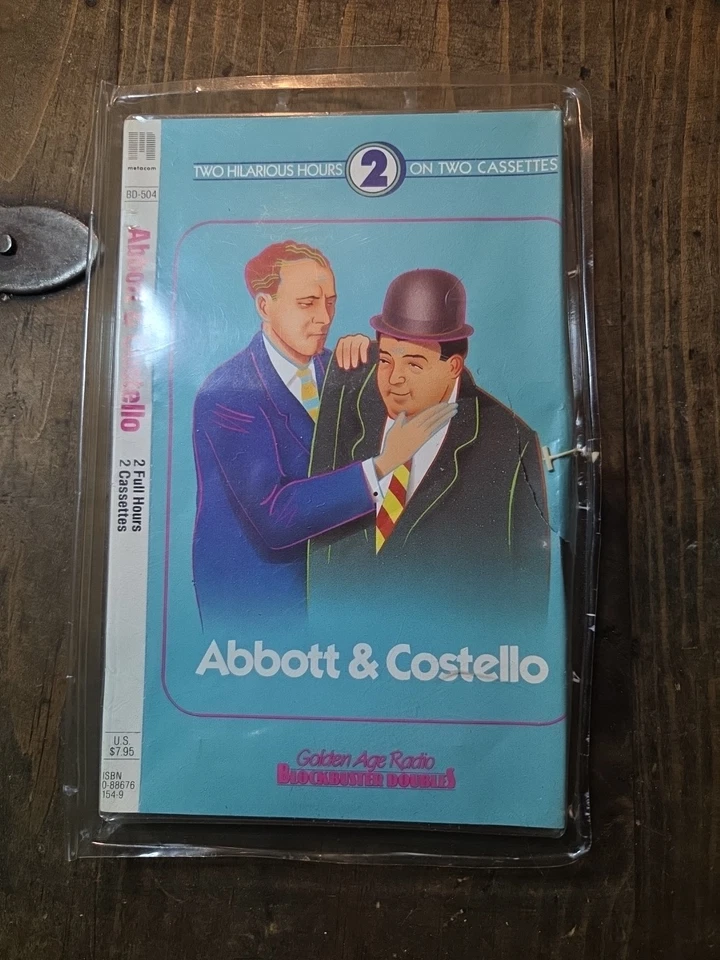 metacom
BD-504
Abbott & Costello
2 Full Hours
2 Cassettes
U.S.
$7.95
ISBN
0-88676
154-9
TWO HILARIOUS HOURS 2 ON TWO CASSETTES
Abbott & Costello
Golden Age Radio
BLOCKBUSTER DOUBLES